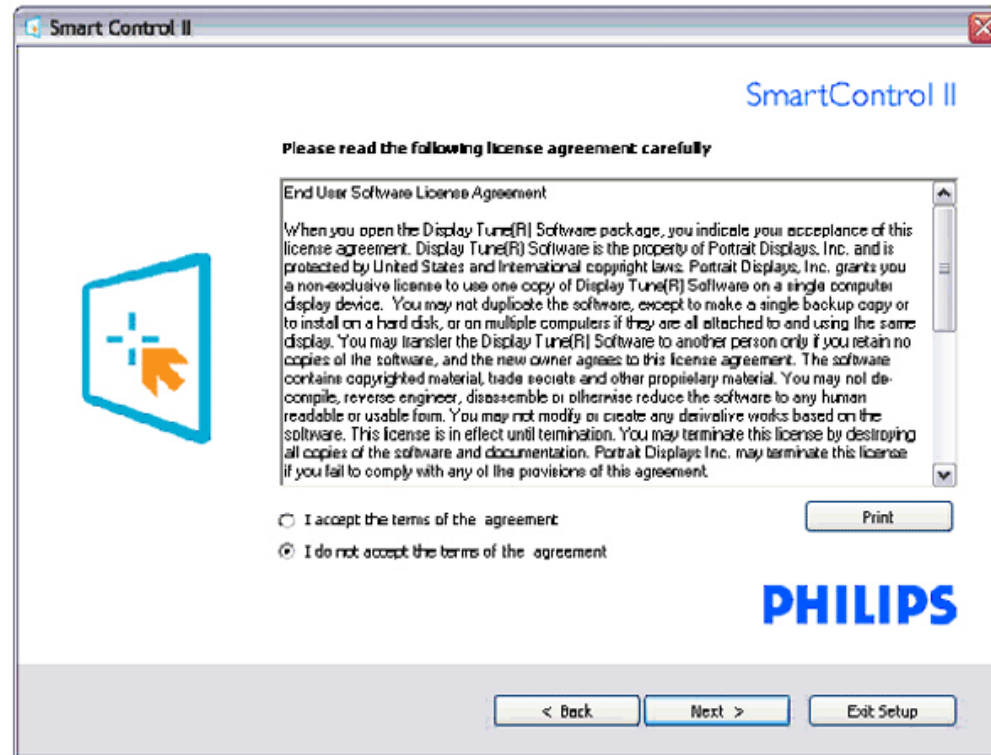 Smart Control II
SmartControl II
Please read the following license agreement carefully
End User Software License Agreement
When you open the Display Tune(R) Software package, you indicate your acceptance of this
license agreement. Display Tune(R) Software is the property of Portrait Displays, Inc. and is
protected by United States and International copyright laws. Portrait Displays, Inc. grants you
a non-exclusive license to use one copy of Display Tune(R) Software on a single computer
display device. You may not duplicate the software, except to make a single backup copy or
to install on a hard disk, or on multiple computers if they are all attached to and using the same
display. You may transfer the Display Tune(R) Software to another person only if you retain no
copies of the software, and the new owner agrees to this license agreement. The software
contains copyrighted material, trade secrets and other proprietary material. You may not de-
compile, reverse engineer, disassemble or otherwise reduce the software to any human
readable or usable form. You may not modify or create any derivative works based on the
software. This license is in effect until termination. You may terminate this license by destroying
all copies of the software and documentation. Portrait Displays Inc. may terminate this license
if you fail to comply with any of the provisions of this agreement.
I accept the terms of the agreement
Print
I do not accept the terms of the agreement
PHILIPS
< Back
Next >
Exit Setup